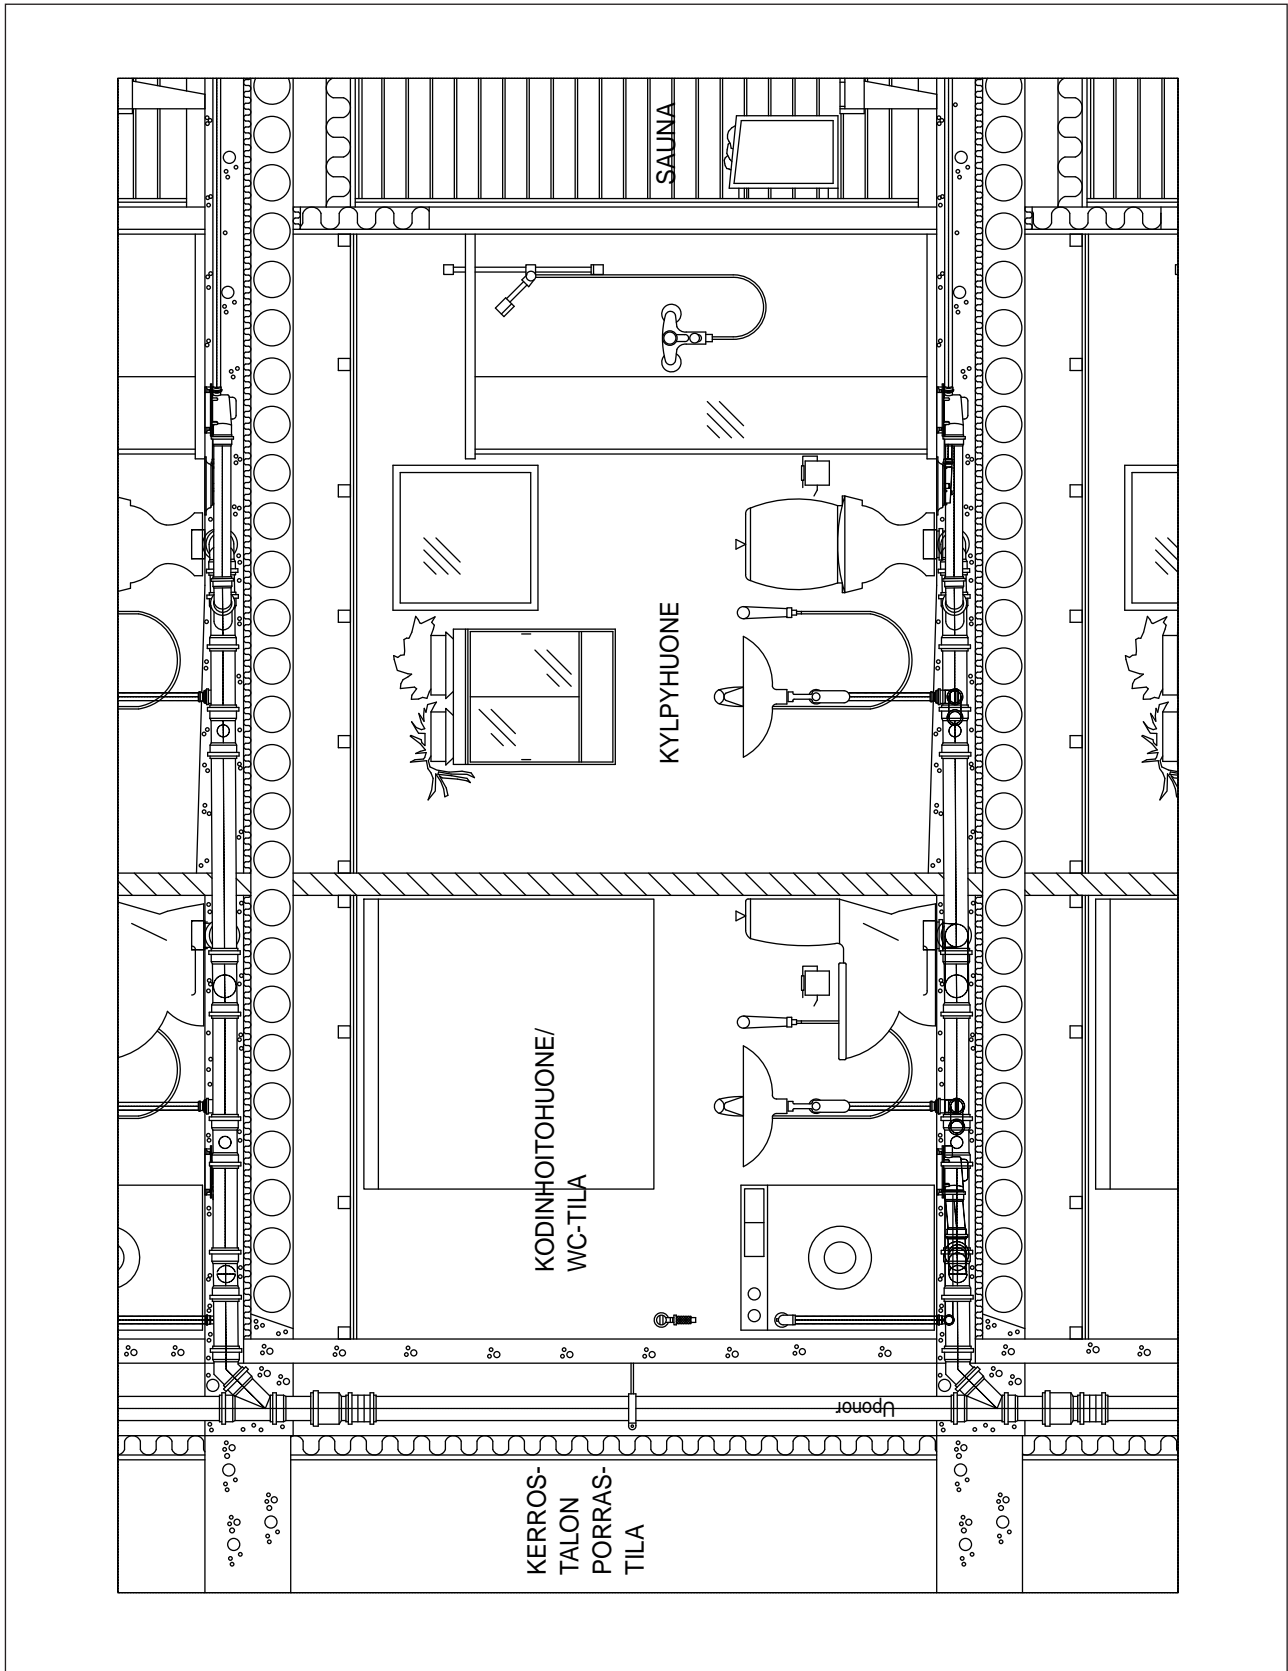 KERROS-
TALON
PORRAS-
TILA
KODINHOITOHUONE/
WC-TILA
KYLPYHUONE
SAUNA
Uponor